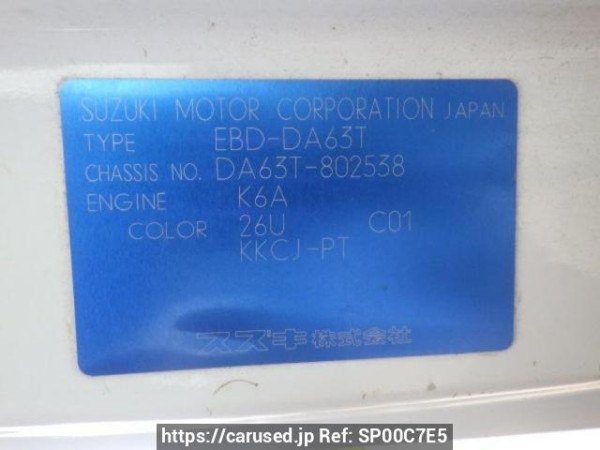 SUZUKI MOTOR CORPORATION JAPAN
TYPE EBD-DA63T
CHASSIS NO. DA63T-802538
ENGINE K6A
COLOR 26U C01
KKCJ-PT
スズキ株式会社
https://carused.jp Ref: SP00C7E5